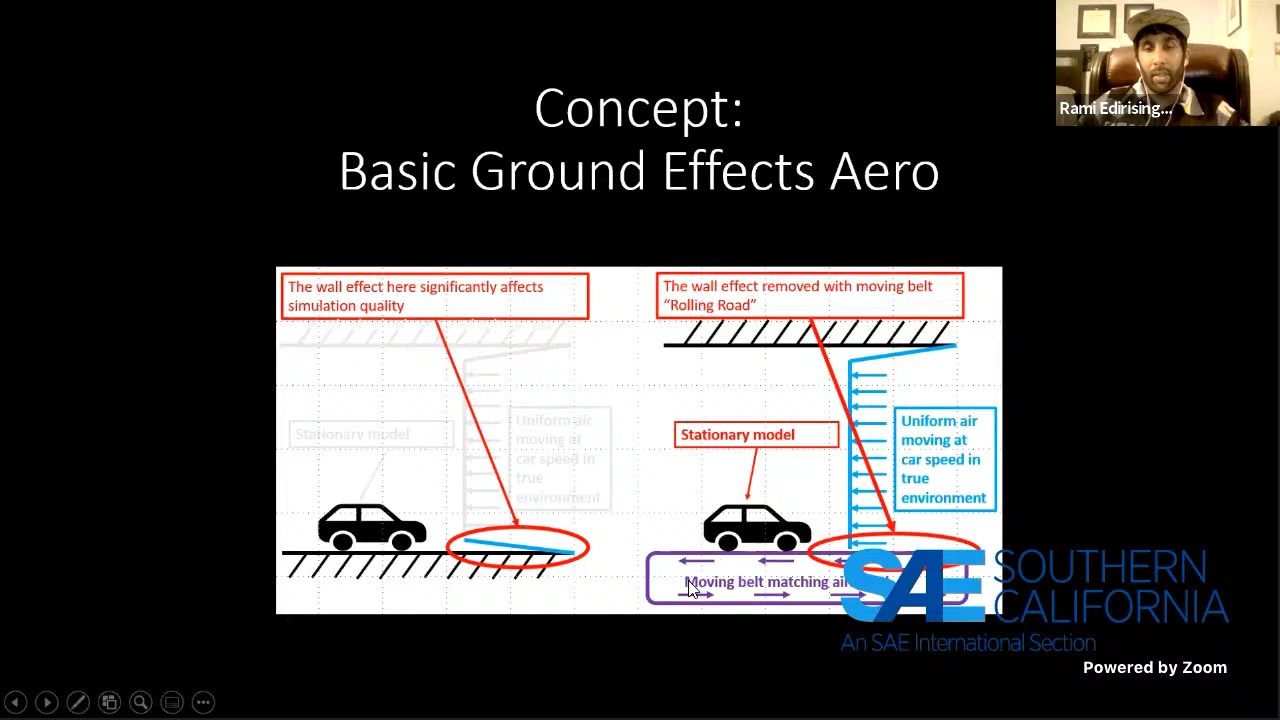 Concept:
Basic Ground Effects Aero
Rami Edirising...
The wall effect here significantly affects
simulation quality
Stationary model
Uniform air
moving at
car speed in
true
environment
The wall effect removed with moving belt
“Rolling Road”
Stationary model
Uniform air
moving at
car speed in
true
environment
Moving belt matching air
SAE SOUTHERN
CALIFORNIA
An SAE International Section
Powered by Zoom